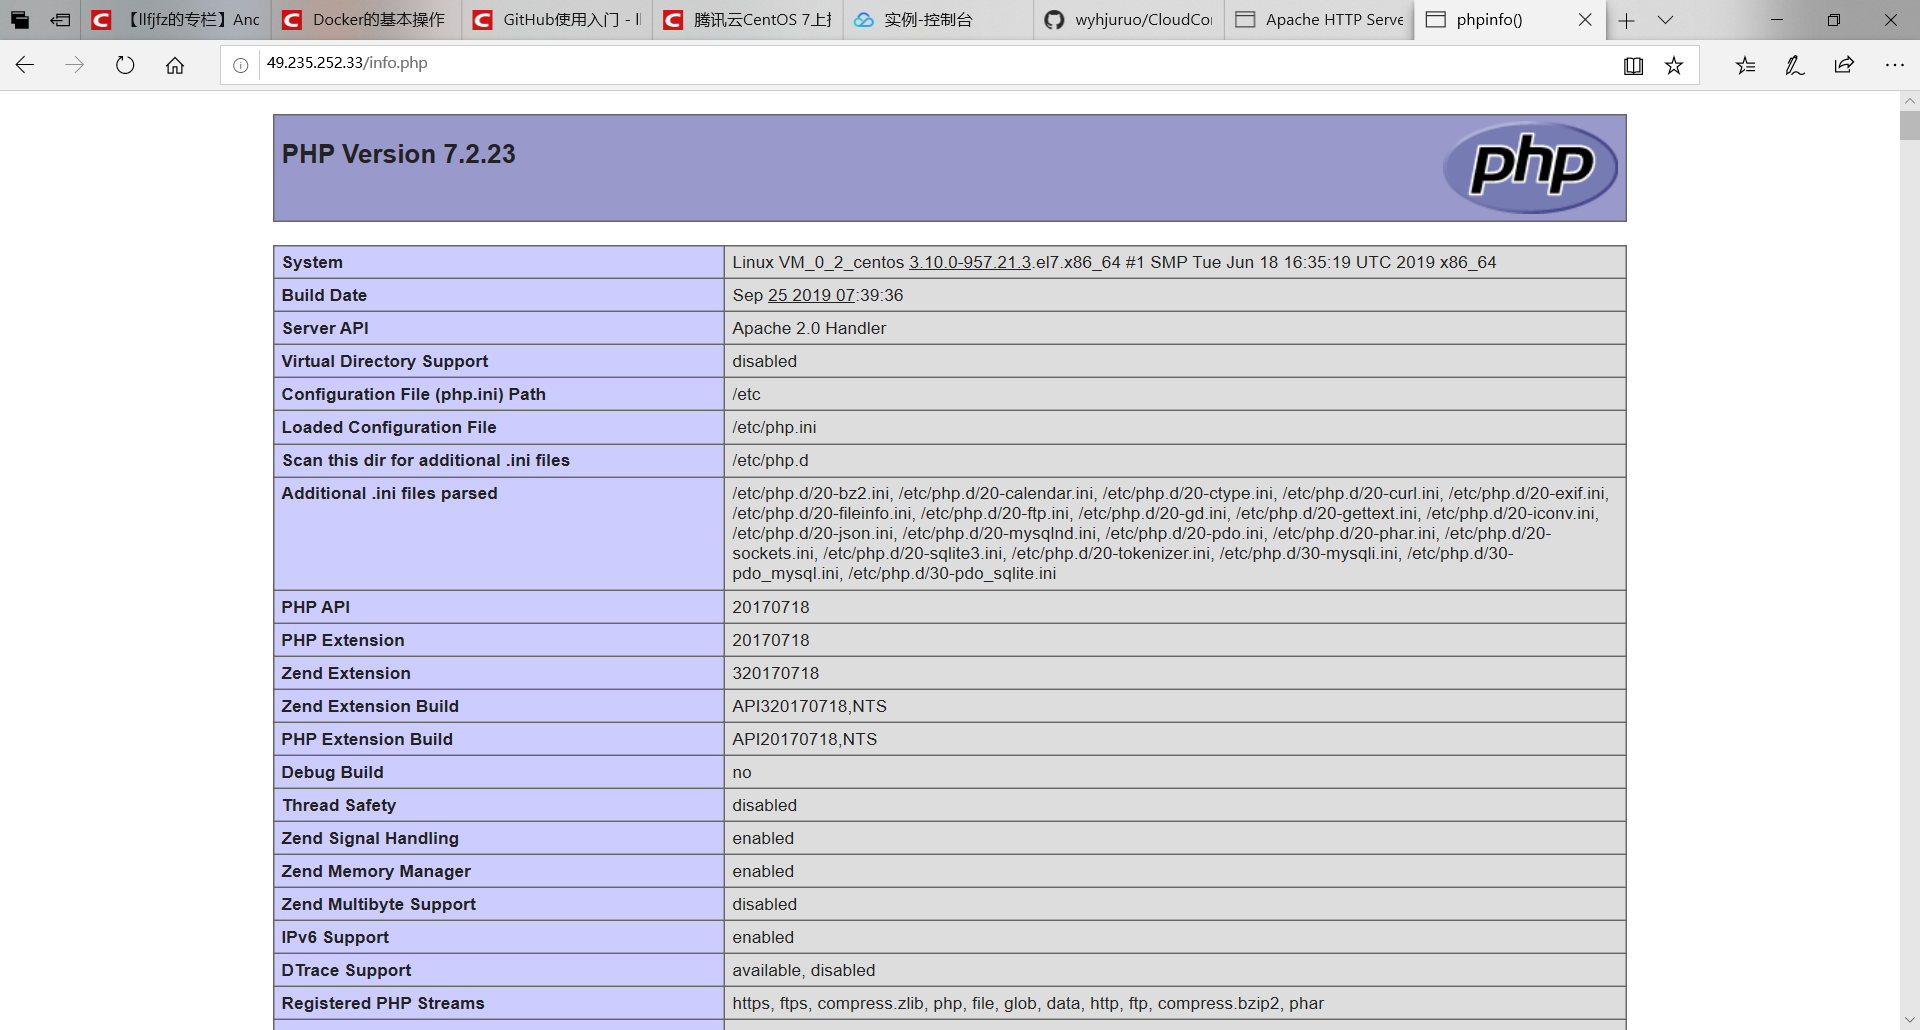 【llfjfz的专栏】Anc
Docker的基本操作
GitHub使用入门 - ll
腾讯云CentOS 7上搭
实例-控制台
wyhjuruo/CloudCor
Apache HTTP Serve
phpinfo()
49.235.252.33/info.php
PHP Version 7.2.23
php
System Linux VM_0_2_centos 3.10.0-957.21.3.el7.x86_64 #1 SMP Tue Jun 18 16:35:19 UTC 2019 x86_64
Build Date Sep 25 2019 07:39:36
Server API Apache 2.0 Handler
Virtual Directory Support disabled
Configuration File (php.ini) Path /etc
Loaded Configuration File /etc/php.ini
Scan this dir for additional .ini files /etc/php.d
Additional .ini files parsed /etc/php.d/20-bz2.ini, /etc/php.d/20-calendar.ini, /etc/php.d/20-ctype.ini, /etc/php.d/20-curl.ini, /etc/php.d/20-exif.ini,
/etc/php.d/20-fileinfo.ini, /etc/php.d/20-ftp.ini, /etc/php.d/20-gd.ini, /etc/php.d/20-gettext.ini, /etc/php.d/20-iconv.ini,
/etc/php.d/20-json.ini, /etc/php.d/20-mysqlnd.ini, /etc/php.d/20-pdo.ini, /etc/php.d/20-phar.ini, /etc/php.d/20-
sockets.ini, /etc/php.d/20-sqlite3.ini, /etc/php.d/20-tokenizer.ini, /etc/php.d/30-mysqli.ini, /etc/php.d/30-
pdo_mysql.ini, /etc/php.d/30-pdo_sqlite.ini
PHP API 20170718
PHP Extension 20170718
Zend Extension 320170718
Zend Extension Build API320170718,NTS
PHP Extension Build API20170718,NTS
Debug Build no
Thread Safety disabled
Zend Signal Handling enabled
Zend Memory Manager enabled
Zend Multibyte Support disabled
IPv6 Support enabled
DTrace Support available, disabled
Registered PHP Streams https, ftps, compress.zlib, php, file, glob, data, http, ftp, compress.bzip2, phar